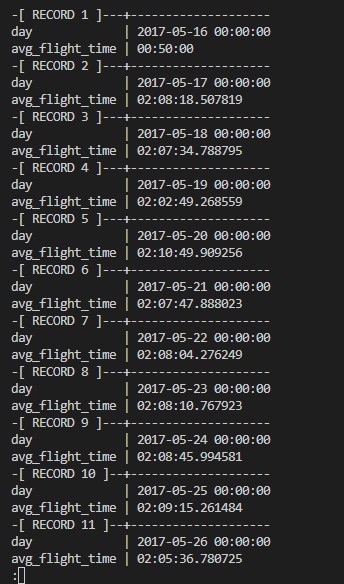 -[ RECORD 1 ]---+---------------------
day             | 2017-05-16 00:00:00
avg_flight_time | 00:50:00
-[ RECORD 2 ]---+---------------------
day             | 2017-05-17 00:00:00
avg_flight_time | 02:08:18.507819
-[ RECORD 3 ]---+---------------------
day             | 2017-05-18 00:00:00
avg_flight_time | 02:07:34.788795
-[ RECORD 4 ]---+---------------------
day             | 2017-05-19 00:00:00
avg_flight_time | 02:02:49.268559
-[ RECORD 5 ]---+---------------------
day             | 2017-05-20 00:00:00
avg_flight_time | 02:10:49.909256
-[ RECORD 6 ]---+---------------------
day             | 2017-05-21 00:00:00
avg_flight_time | 02:07:47.888023
-[ RECORD 7 ]---+---------------------
day             | 2017-05-22 00:00:00
avg_flight_time | 02:08:04.276249
-[ RECORD 8 ]---+---------------------
day             | 2017-05-23 00:00:00
avg_flight_time | 02:08:10.767923
-[ RECORD 9 ]---+---------------------
day             | 2017-05-24 00:00:00
avg_flight_time | 02:08:45.994581
-[ RECORD 10 ]--+---------------------
day             | 2017-05-25 00:00:00
avg_flight_time | 02:09:15.261484
-[ RECORD 11 ]--+---------------------
day             | 2017-05-26 00:00:00
avg_flight_time | 02:05:36.780725
: